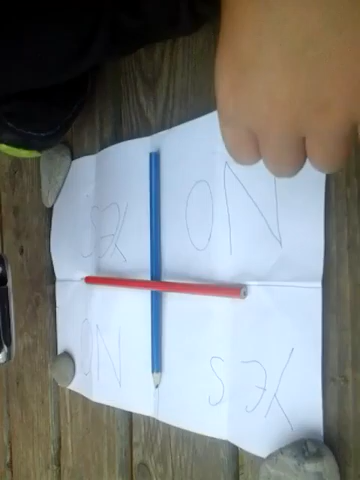 YES NO
NO YES